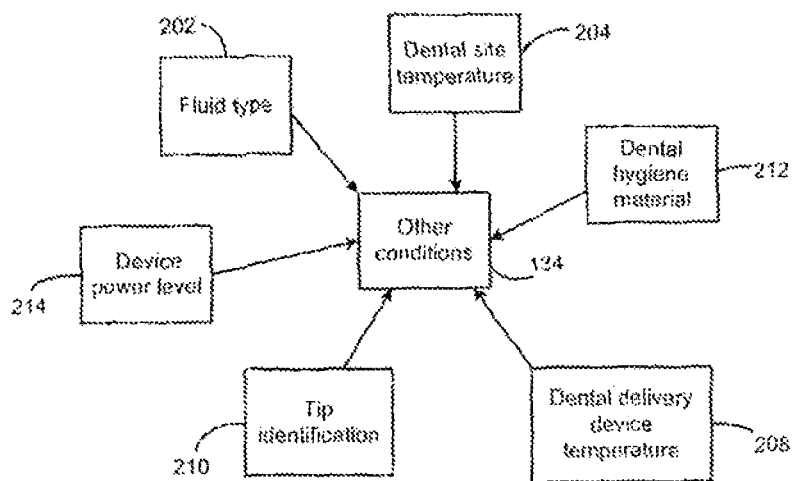 202
Fluid type
Dental site
temperature
204
Dental
hygiene
material
212
Other
conditions
134
Device
power level
214
Tip
identification
210
Dental delivery
device
temperature
208